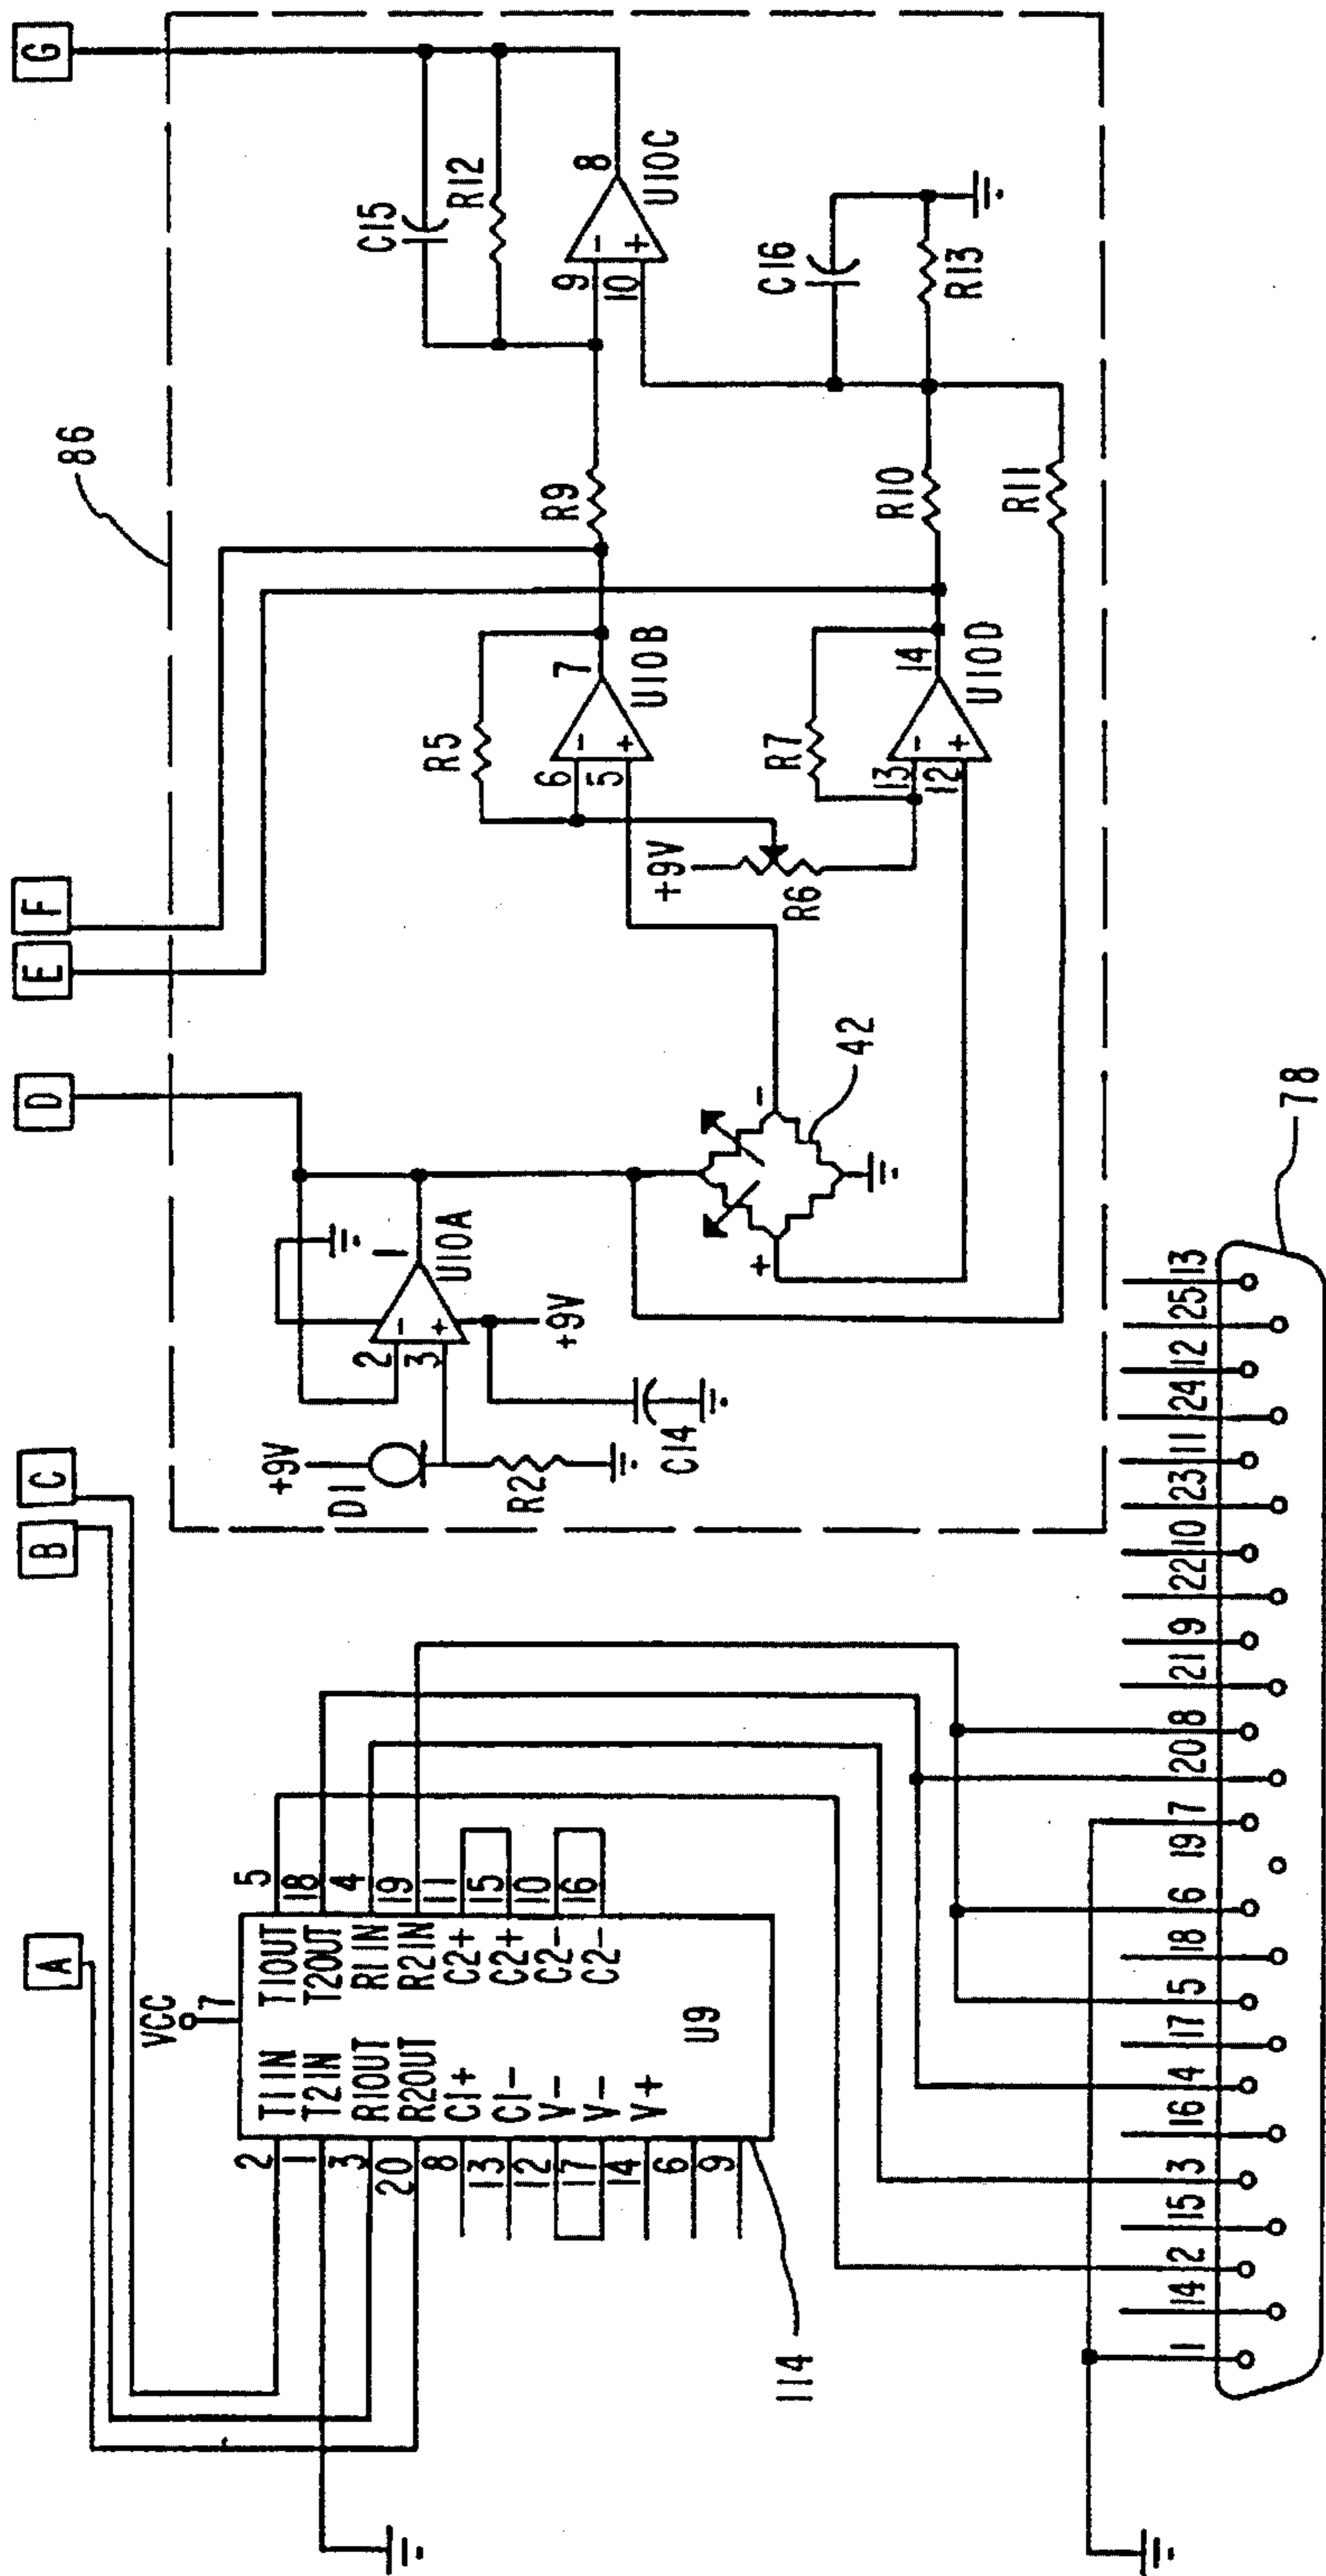 A
B
C
D
E
F
G
86
VCC
7
2 T1IN T1OUT 5
1 T2IN T2OUT 18
3 R1OUT R1IN 4
20 R2OUT R2IN 19
8 C1+ C2+ 11
13 C1- C2+ 15
12 V- C2- 10
17 V- C2- 16
14 V+
6
9
U9
114
+9V
D1
R2
C14
+9V
2 -
3 +
1
U10A
+
-
42
+9V
R6
R5
6 -
5 +
7
U10B
R7
13 -
12 +
14
U10D
R9
R10
R11
C15
R12
9 -
10 +
8
U10C
C16
R13
1 14 2 15 3 16 4 17 5 18 6 19 7 20 8 21 9 22 10 23 11 24 12 25 13
78